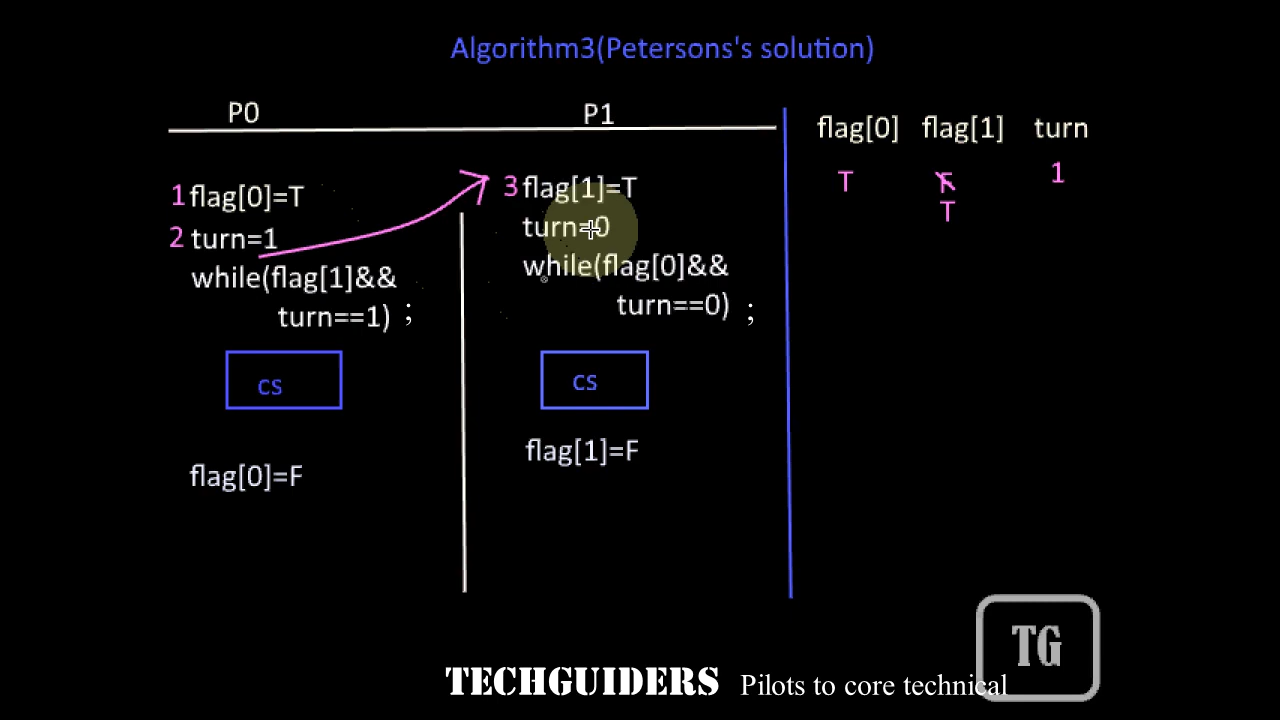 Algorithm3(Petersons's solution)
P0
1 flag[0]=T
2 turn=1
while(flag[1]&&
turn==1) ;
cs
flag[0]=F
P1
3 flag[1]=T
turn=0
while(flag[0]&&
turn==0) ;
cs
flag[1]=F
flag[0] flag[1] turn
T F 1
T
TG
TECHGUIDERS Pilots to core technical